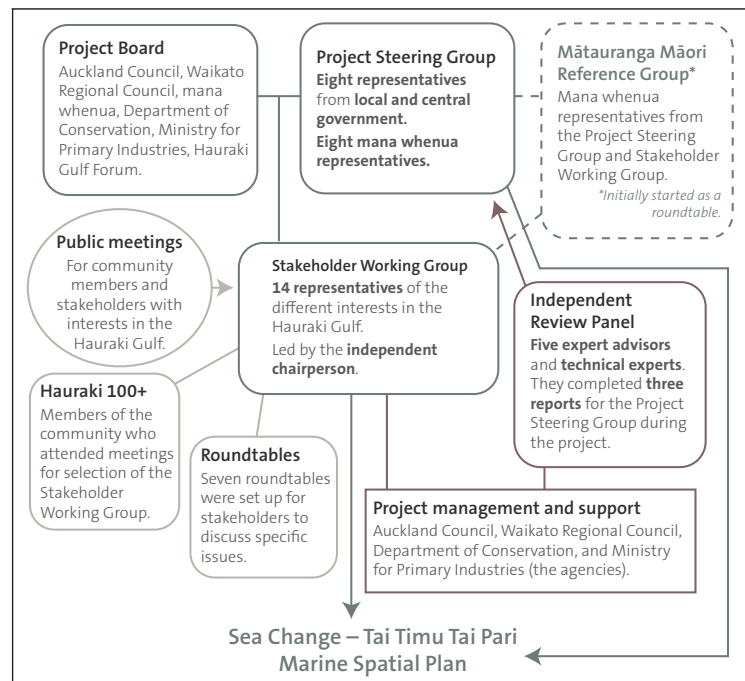 Project Board
Auckland Council, Waikato
Regional Council, mana
whenua, Department of
Conservation, Ministry for
Primary Industries, Hauraki
Gulf Forum.
Project Steering Group
Eight representatives
from local and central
government.
Eight mana whenua
representatives.
Mātauranga Māori
Reference Group*
Mana whenua
representatives from
the Project Steering
Group and Stakeholder
Working Group.
*Initially started as a
roundtable.
Public meetings
For community
members and
stakeholders with
interests in the
Hauraki Gulf.
Stakeholder Working Group
14 representatives of the
different interests in the
Hauraki Gulf.
Led by the independent
chairperson.
Independent
Review Panel
Five expert advisors
and technical experts.
They completed three
reports for the Project
Steering Group during
the project.
Hauraki 100+
Members of the
community who
attended meetings
for selection of the
Stakeholder
Working Group.
Roundtables
Seven roundtables
were set up for
stakeholders to
discuss specific
issues.
Project management and support
Auckland Council, Waikato Regional Council,
Department of Conservation, and Ministry
for Primary Industries (the agencies).
Sea Change – Tai Timu Tai Pari
Marine Spatial Plan